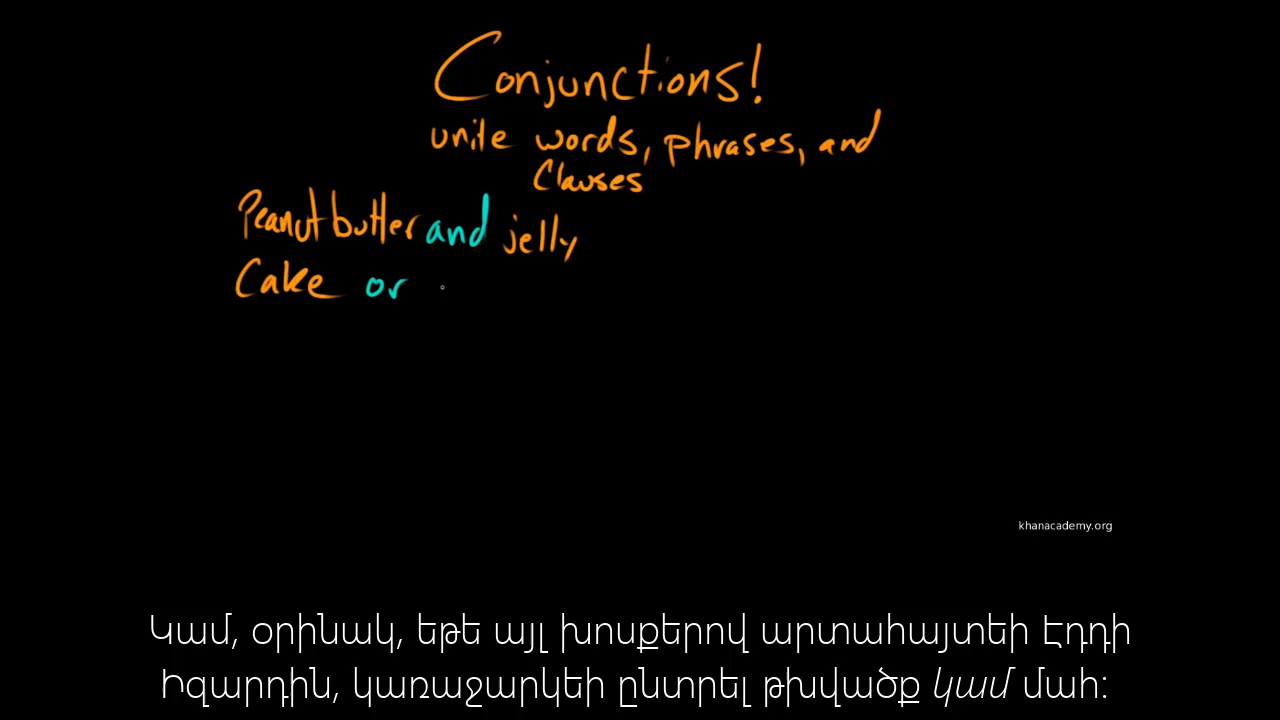 Conjunctions!
unite words, phrases, and
Clauses
Peanut butter and jelly
Cake or
khanacademy.org
Կամ, օրինակ, եթե այլ խոսքերով արտահայտեի Էդդի
Իզարդին, կառաջարկեի ընտրել թխվածք կամ մահ: